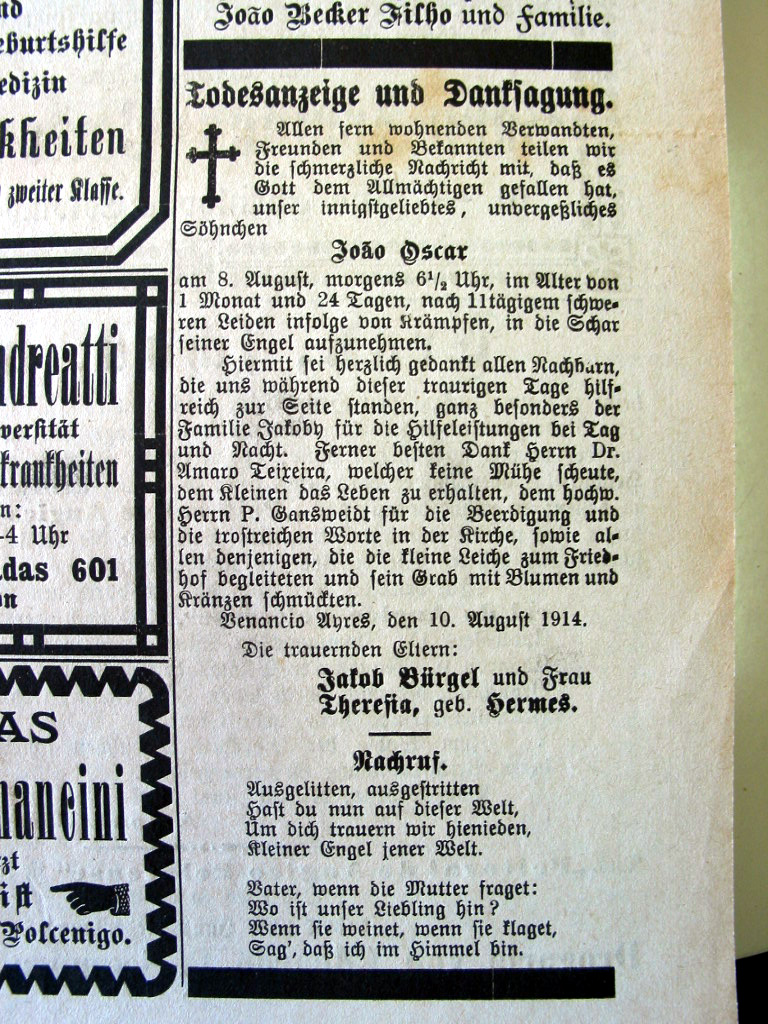 João Becker Filho und Familie.
Todesanzeige und Danksagung.
Allen fern wohnenden Verwandten,
Freunden und Bekannten teilen wir
die schmerzliche Nachricht mit, daß es
Gott dem Allmächtigen gefallen hat,
unser innigstgeliebtes, unvergeßliches
Söhnchen
João Oscar
am 8. August, morgens 6½ Uhr, im Alter von
1 Monat und 24 Tagen, nach 11tägigem schwe-
ren Leiden infolge von Krämpfen, in die Schar
seiner Engel aufzunehmen.
Hiermit sei herzlich gedankt allen Nachbarn,
die uns während dieser traurigen Tage hilf-
reich zur Seite standen, ganz besonders der
Familie Jakoby für die Hilfeleistungen bei Tag
und Nacht. Ferner besten Dank Herrn Dr.
Amaro Teixeira, welcher keine Mühe scheute,
dem Kleinen das Leben zu erhalten, dem hochw.
Herrn P. Gansweidt für die Beerdigung und
die trostreichen Worte in der Kirche, sowie al-
len denjenigen, die die kleine Leiche zum Fried-
hof begleiteten und sein Grab mit Blumen und
Kränzen schmückten.
Venancio Ayres, den 10. August 1914.
Die trauernden Eltern:
Jakob Bürgel und Frau
Theresia, geb. Hermes.
Nachruf.
Ausgelitten, ausgestritten
Hast du nun auf dieser Welt,
Um dich trauern wir hienieden,
Kleiner Engel jener Welt.
Vater, wenn die Mutter fraget:
Wo ist unser Liebling hin?
Wenn sie weinet, wenn sie klaget,
Sag', daß ich im Himmel bin.
nd
eburtshilfe
edizin
kheiten
zweiter Klasse.
ndreatti
versität
krankheiten
n:
-4 Uhr
adas 601
on
AS
nancini
zt
ist
Polcenigo.